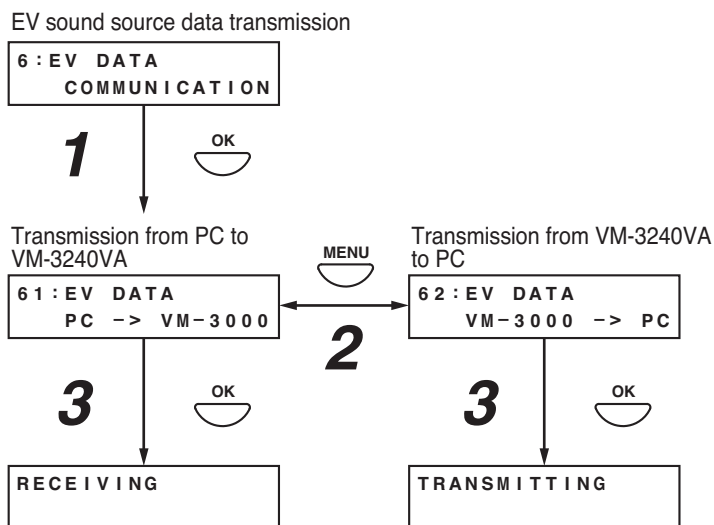 EV sound source data transmission
6:EV DATA
COMMUNICATION
1
OK
Transmission from PC to
VM-3240VA
MENU
Transmission from VM-3240VA
to PC
61:EV DATA
PC -> VM-3000
2
62:EV DATA
VM-3000 -> PC
3
OK
3
OK
RECEIVING
TRANSMITTING